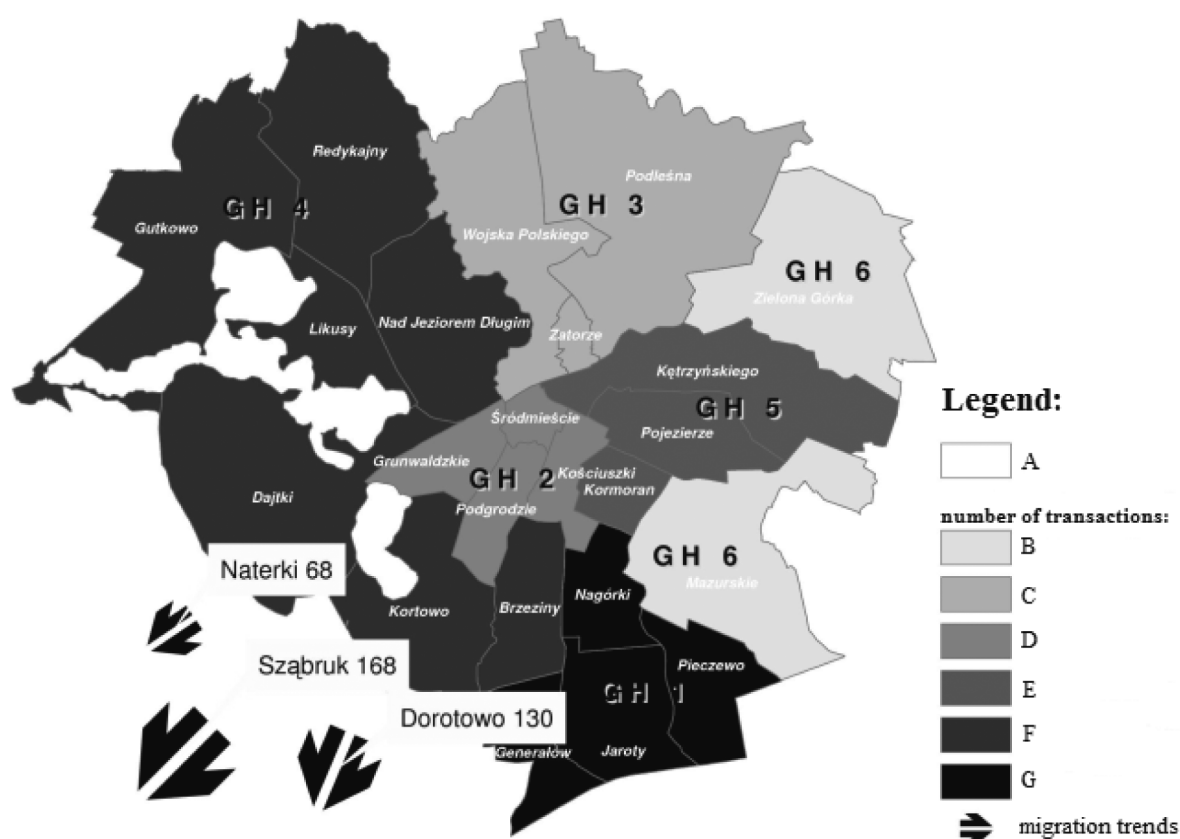 Redykajny
Podleśna
GH 4
GH 3
Gutkowo
Wojska Polskiego
GH 6
Zielona Górka
Likusy
Nad Jeziorem Długim
Zatorze
Kętrzyńskiego
GH 5
Legend:
Śródmieście
Pojezierze
Grunwaldzkie
A
GH 2
Kościuszki
Kormoran
Dajtki
Podgrodzie
number of transactions:
B
GH 6
Naterki 68
Mazurskie
Nagórki
C
Kortowo
Brzeziny
D
Sząbruk 168
Pieczewo
E
GH 1
Dorotowo 130
F
Generałów
Jaroty
G
migration trends